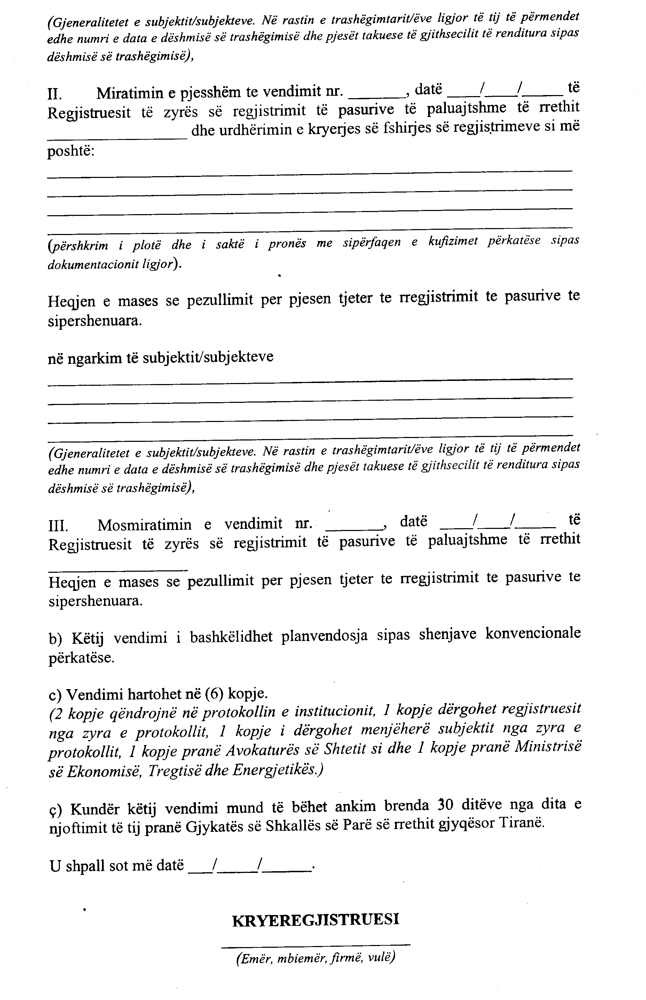 (Gjeneralitetet e subjektit/subjekteve. Në rastin e trashëgimtarit/ëve ligjor të tij të përmendet
edhe numri e data e dëshmisë së trashëgimisë dhe pjesët takuese të gjithsecilit të renditura sipas
dëshmisë së trashëgimisë),
II. Miratimin e pjesshëm te vendimit nr. _______, datë ____/____/_____ të
Regjistruesit të zyrës së regjistrimit të pasurive të paluajtshme të rrethit
_________________ dhe urdhërimin e kryerjes së fshirjes së regjistrimeve si më
poshtë:
(përshkrim i plotë dhe i saktë i pronës me sipërfaqen e kufizimet përkatëse sipas
dokumentacionit ligjor).
Heqjen e mases se pezullimit per pjesen tjeter te rregjistrimit te pasurive te
sipershenuara.
në ngarkim të subjektit/subjekteve
(Gjeneralitetet e subjektit/subjekteve. Në rastin e trashëgimtarit/ëve ligjor të tij të përmendet
edhe numri e data e dëshmisë së trashëgimisë dhe pjesët takuese të gjithsecilit të renditura sipas
dëshmisë së trashëgimisë),
III. Mosmiratimin e vendimit nr. _______, datë ____/____/_____ të
Regjistruesit të zyrës së regjistrimit të pasurive të paluajtshme të rrethit
_________________
Heqjen e mases se pezullimit per pjesen tjeter te rregjistrimit te pasurive te
sipershenuara.
b) Këtij vendimi i bashkëlidhet planvendosja sipas shenjave konvencionale
përkatëse.
c) Vendimi hartohet në (6) kopje.
(2 kopje qëndrojnë në protokollin e institucionit, 1 kopje dërgohet regjistruesit
nga zyra e protokollit, 1 kopje i dërgohet menjëherë subjektit nga zyra e
protokollit, 1 kopje pranë Avokaturës së Shtetit si dhe 1 kopje pranë Ministrisë
së Ekonomisë, Tregtisë dhe Energjetikës.)
ç) Kundër këtij vendimi mund të bëhet ankim brenda 30 ditëve nga dita e
njoftimit të tij pranë Gjykatës së Shkallës së Parë së rrethit gjyqësor Tiranë.
U shpall sot më datë ___/_____/______.
KRYEREGJISTRUESI
(Emër, mbiemër, firmë, vulë)